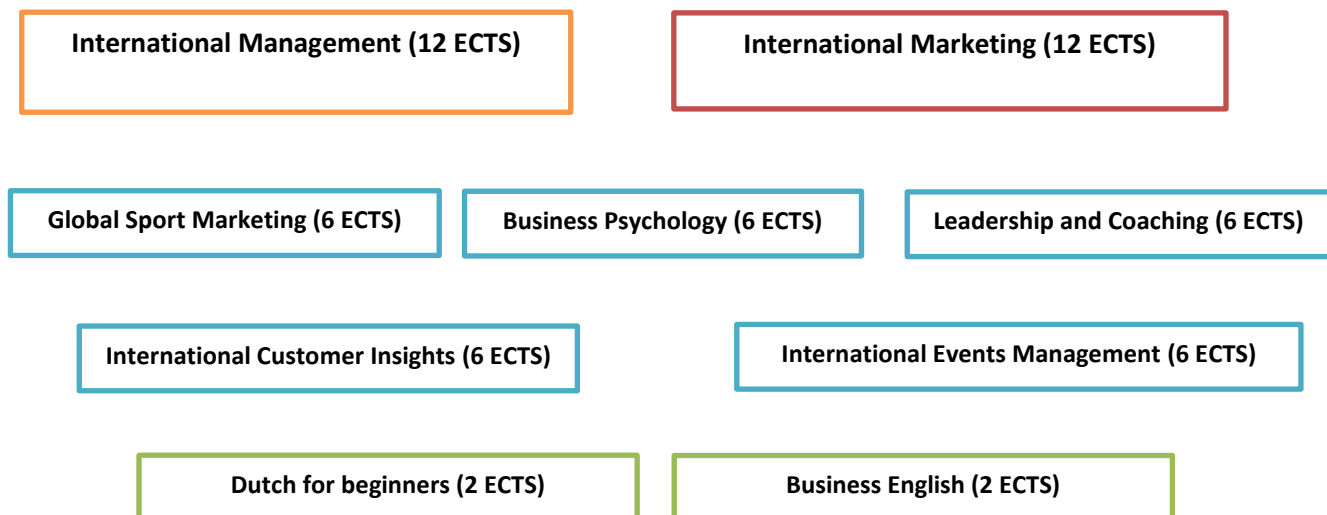 International Management (12 ECTS)
International Marketing (12 ECTS)
Global Sport Marketing (6 ECTS)
Business Psychology (6 ECTS)
Leadership and Coaching (6 ECTS)
International Customer Insights (6 ECTS)
International Events Management (6 ECTS)
Dutch for beginners (2 ECTS)
Business English (2 ECTS)